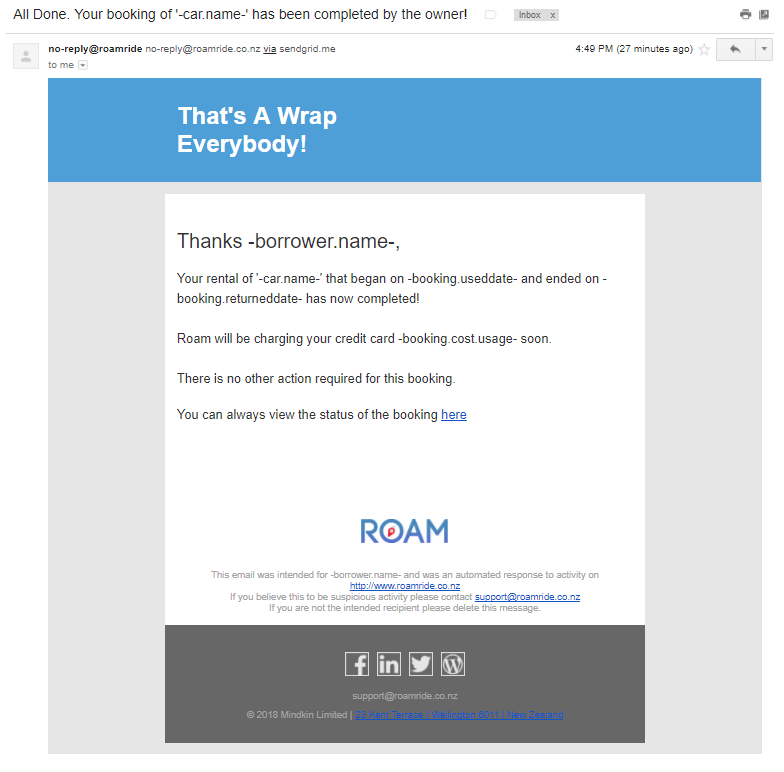 All Done. Your booking of '-car.name-' has been completed by the owner!
Inbox x
no-reply@roamride no-reply@roamride.co.nz via sendgrid.me
4:49 PM (27 minutes ago)
to me
That's A Wrap
Everybody!
Thanks -borrower.name-,
Your rental of '-car.name-' that began on -booking.useddate- and ended on -
booking.returneddate- has now completed!
Roam will be charging your credit card -booking.cost.usage- soon.
There is no other action required for this booking.
You can always view the status of the booking here
ROAM
This email was intended for -borrower.name- and was an automated response to activity on
http://www.roamride.co.nz
If you believe this to be suspicious activity please contact support@roamride.co.nz
If you are not the intended recipient please delete this message.
support@roamride.co.nz
© 2018 Mindkin Limited | 23 Kent Terrace | Wellington 6011 | New Zealand